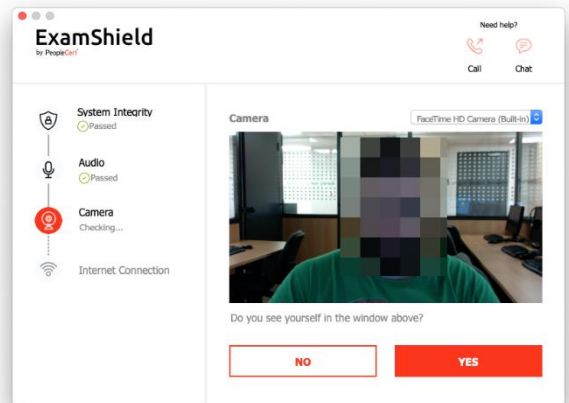 ExamShield
by PeopleCert
Need help?
Call
Chat
System Integrity
Passed
Audio
Passed
Camera
Checking...
Internet Connection
Camera
FaceTime HD Camera (Built-in)
Do you see yourself in the window above?
NO
YES